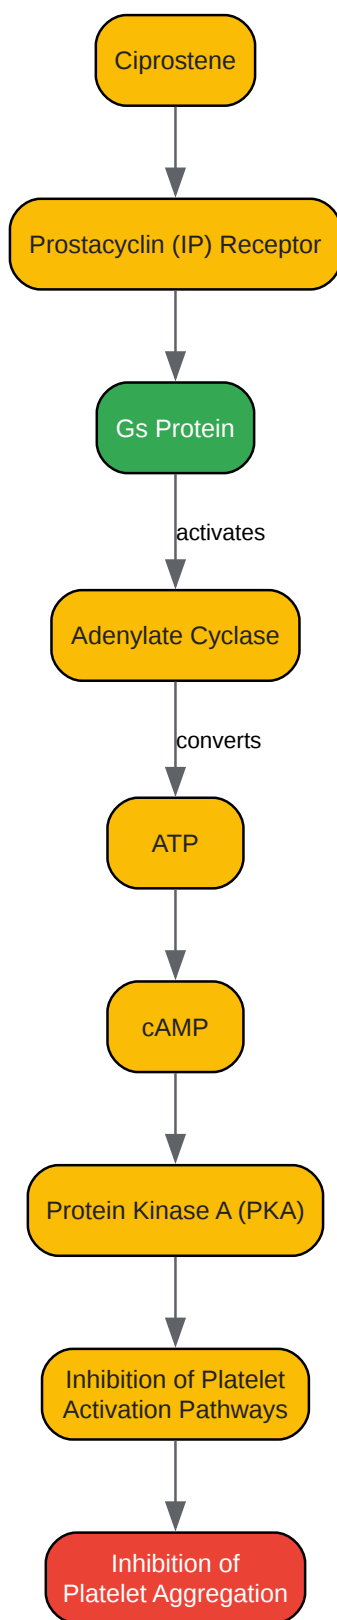 Ciprostene
Prostacyclin (IP) Receptor
Gs Protein
activates
Adenylate Cyclase
converts
ATP
cAMP
Protein Kinase A (PKA)
Inhibition of Platelet
Activation Pathways
Inhibition of
Platelet Aggregation